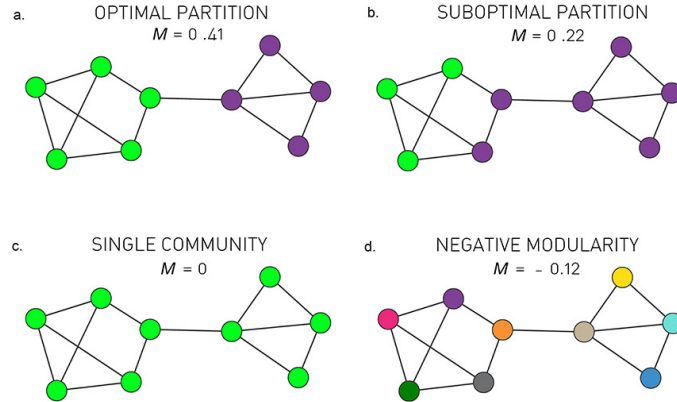 a. OPTIMAL PARTITION
M = 0 .41
b. SUBOPTIMAL PARTITION
M = 0 .22
c. SINGLE COMMUNITY
M = 0
d. NEGATIVE MODULARITY
M = - 0.12